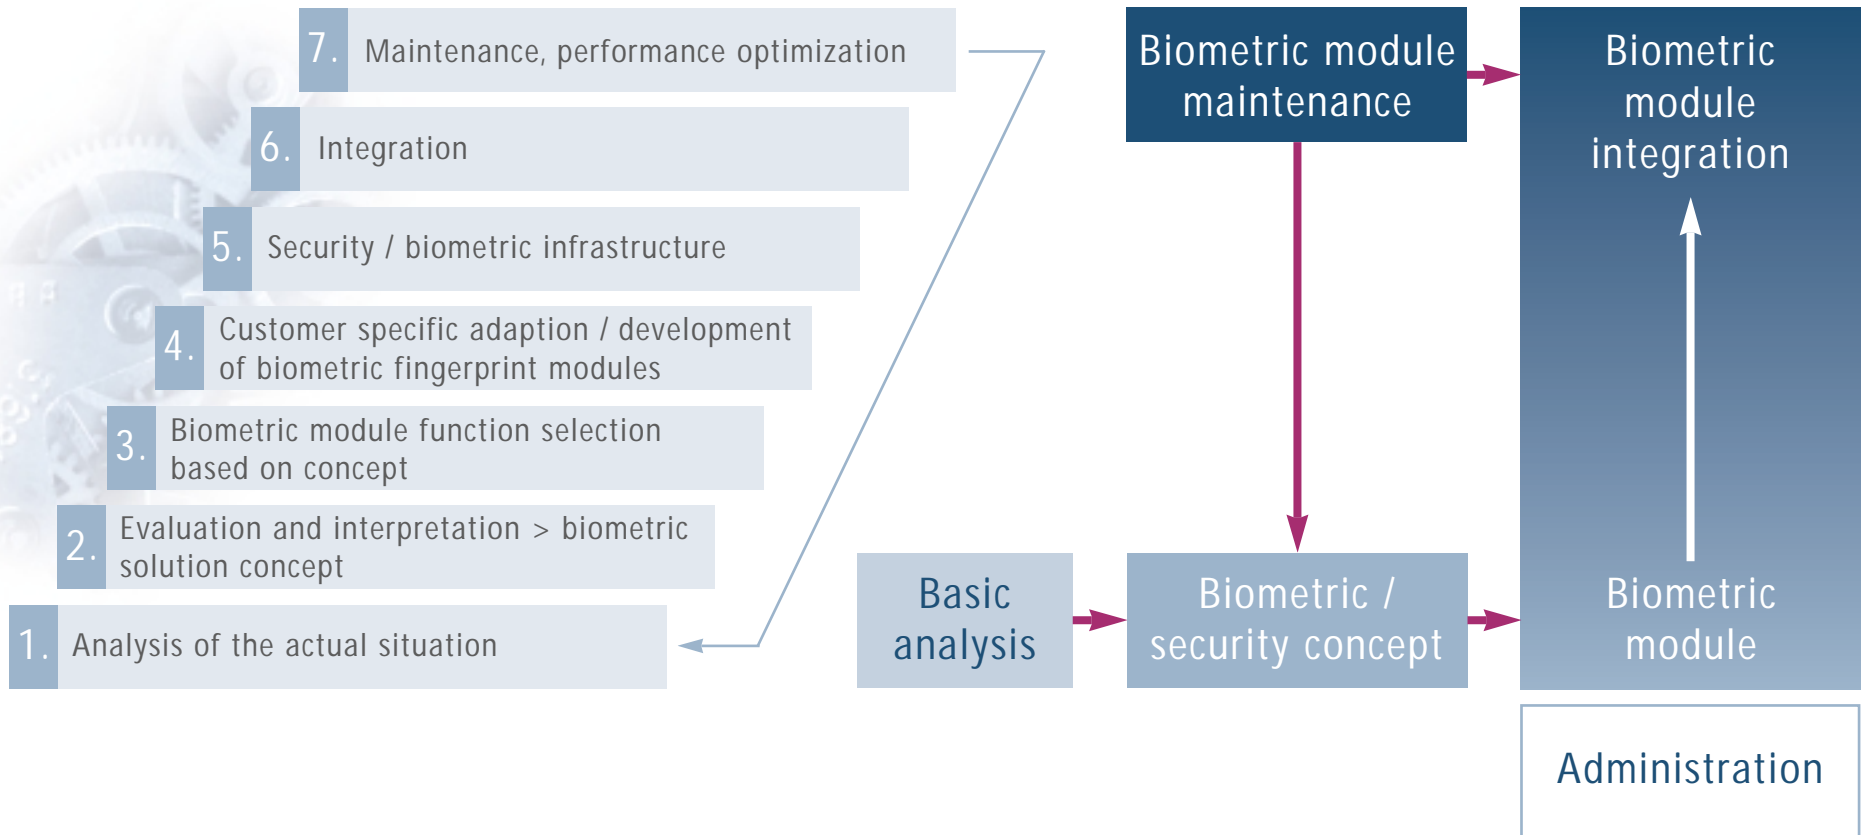 7. Maintenance, performance optimization
6. Integration
5. Security / biometric infrastructure
4. Customer specific adaption / development
of biometric fingerprint modules
3. Biometric module function selection
based on concept
2. Evaluation and interpretation > biometric
solution concept
1. Analysis of the actual situation
Biometric module
maintenance
Biometric
module
integration
Basic
analysis
Biometric /
security concept
Biometric
module
Administration